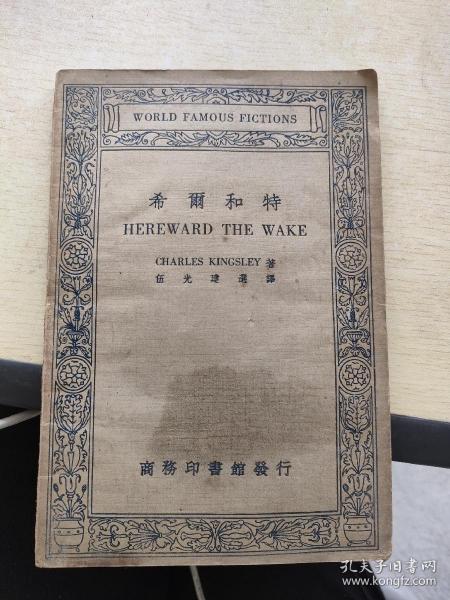 WORLD FAMOUS FICTIONS
希爾和特
HEREWARD THE WAKE
CHARLES KINGSLEY 著
伍光建選譯
商務印書館發行
孔夫子旧书网
www.kongfz.com